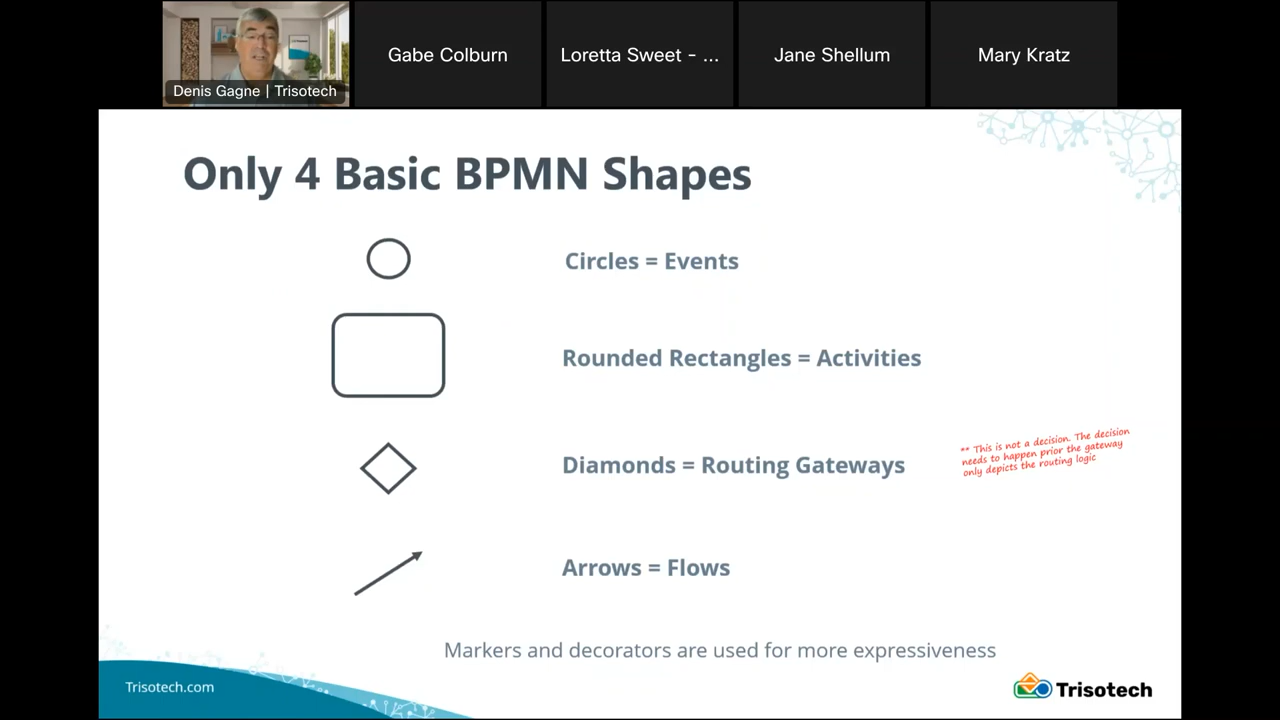 Denis Gagne | Trisotech
Gabe Colburn
Loretta Sweet - ...
Jane Shellum
Mary Kratz
Only 4 Basic BPMN Shapes
Circles = Events
Rounded Rectangles = Activities
Diamonds = Routing Gateways
** This is not a decision. The decision
needs to happen prior the gateway
only depicts the routing logic
Arrows = Flows
Markers and decorators are used for more expressiveness
Trisotech.com
Trisotech